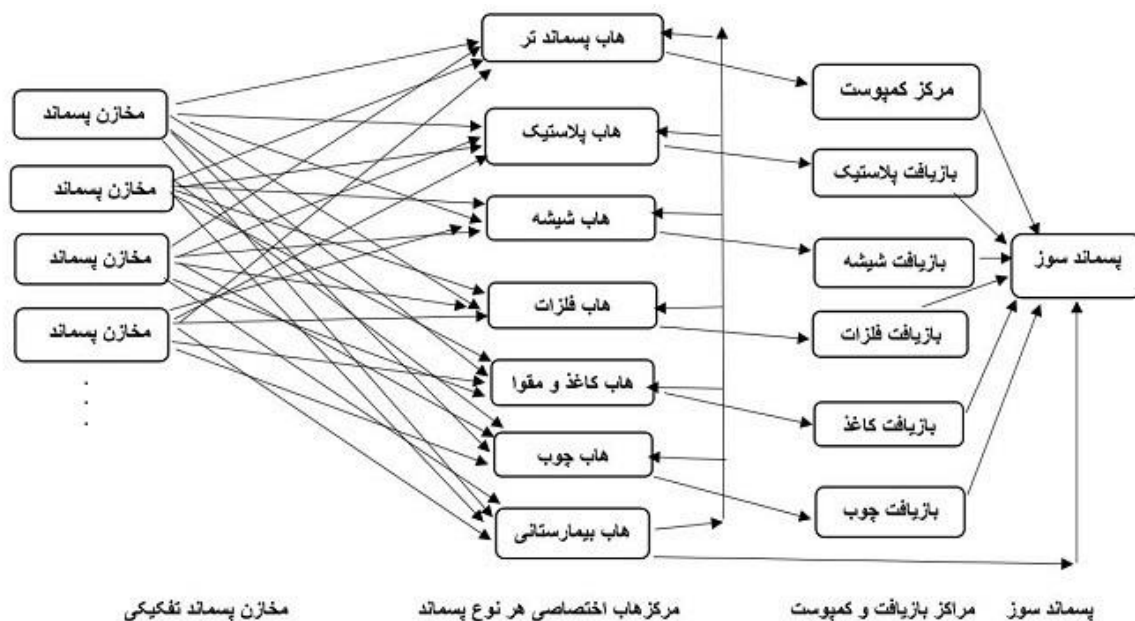 مخازن پسماند
مخازن پسماند
مخازن پسماند
مخازن پسماند
هاب پسماند تر
هاب پلاستیک
هاب شیشه
هاب فلزات
هاب کاغذ و مقوا
هاب چوب
هاب بیمارستانی
مرکز کمپوست
بازیافت پلاستیک
بازیافت شیشه
بازیافت فلزات
بازیافت کاغذ
بازیافت چوب
پسماند سوز
مخازن پسماند تفکیکی
مرکزهاب اختصاصی هر نوع پسماند
مراکز بازیافت و کمپوست
پسماند سوز